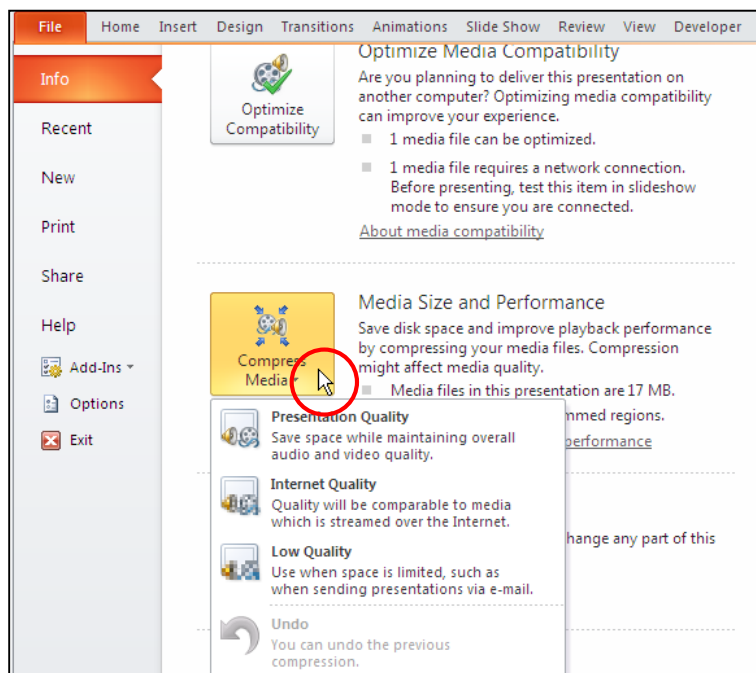 File Home Insert Design Transitions Animations Slide Show Review View Developer
Info
Recent
New
Print
Share
Help
Add-Ins
Options
Exit
Optimize
Compatibility
Optimize Media Compatibility
Are you planning to deliver this presentation on
another computer? Optimizing media compatibility
can improve your experience.
1 media file can be optimized.
1 media file requires a network connection.
Before presenting, test this item in slideshow
mode to ensure you are connected.
About media compatibility
Compress
Media
Media Size and Performance
Save disk space and improve playback performance
by compressing your media files. Compression
might affect media quality.
Media files in this presentation are 17 MB.
mmed regions.
performance
hange any part of this
Presentation Quality
Save space while maintaining overall
audio and video quality.
Internet Quality
Quality will be comparable to media
which is streamed over the Internet.
Low Quality
Use when space is limited, such as
when sending presentations via e-mail.
Undo
You can undo the previous
compression.